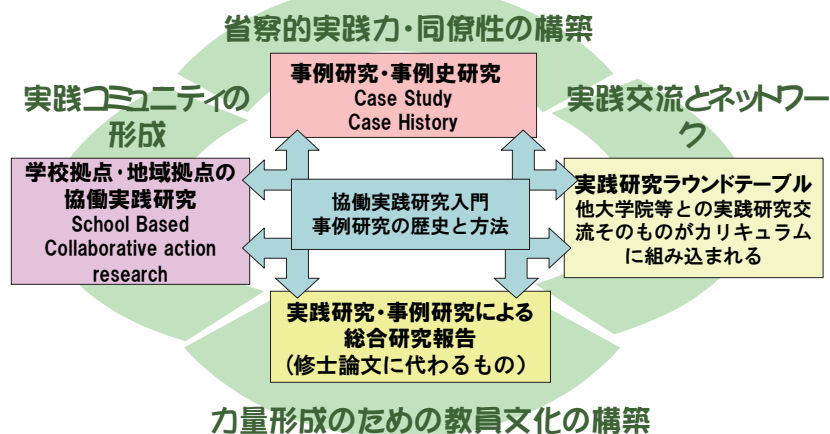 省察的実践力・同僚性の構築
事例研究・事例史研究
Case Study
Case History
実践コミュニティの
形成
実践交流とネットワー
ク
学校拠点・地域拠点の
協働実践研究
School Based
Collaborative action
research
協働実践研究入門
事例研究の歴史と方法
実践研究ラウンドテーブル
他大学院等との実践研究交
流そのものがカリキュラム
に組み込まれる
実践研究・事例研究による
総合研究報告
(修士論文に代わるもの)
力量形成のための教員文化の構築